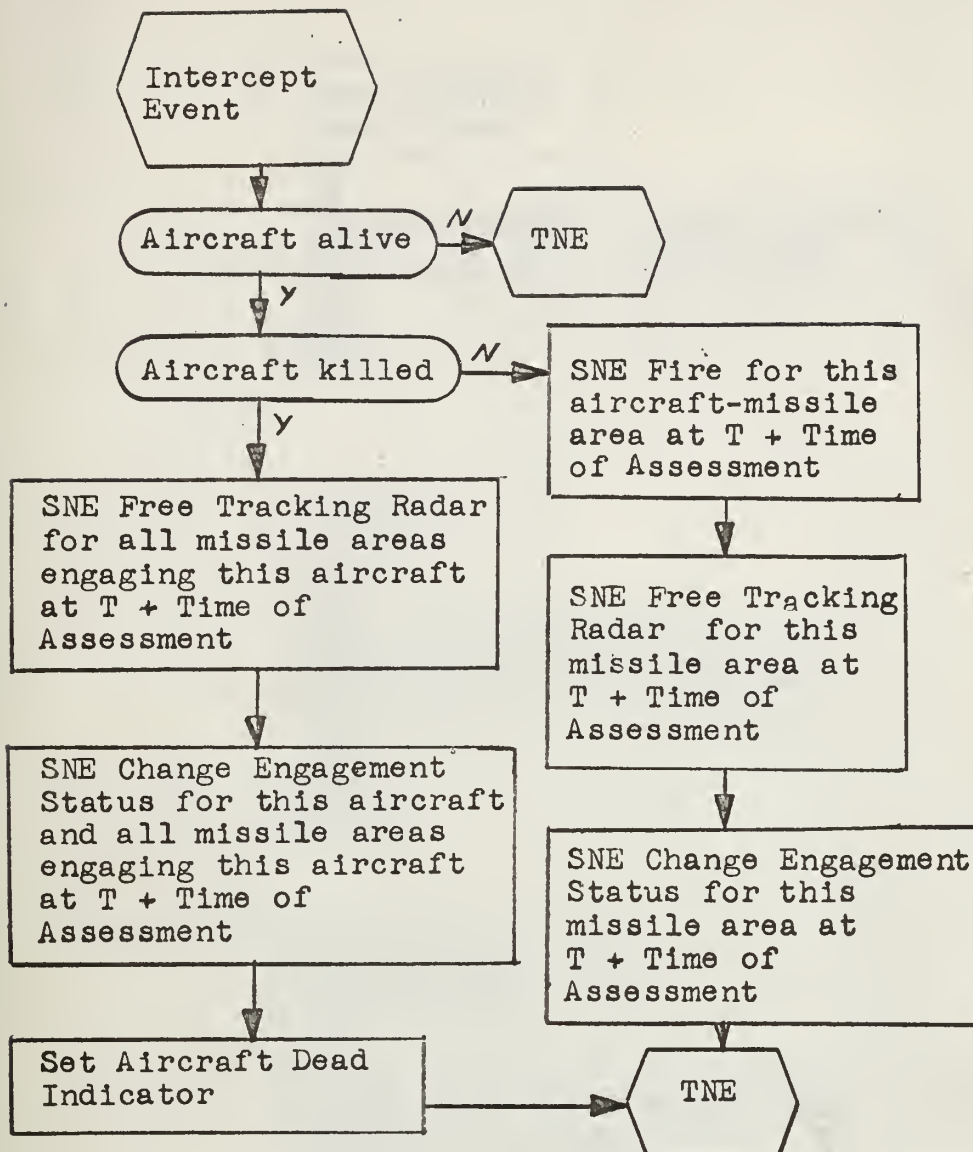 Intercept
Event
Aircraft alive
N
TNE
Y
Aircraft killed
N
Y
SNE Fire for this
aircraft-missile
area at T + Time
of Assessment
SNE Free Tracking Radar
for all missile areas
engaging this aircraft
at T + Time of
Assessment
SNE Free Tracking
Radar for this
missile area at
T + Time of
Assessment
SNE Change Engagement
Status for this aircraft
and all missile areas
engaging this aircraft
at T + Time of
Assessment
SNE Change Engagement
Status for this
missile area at
T + Time of
Assessment
Set Aircraft Dead
Indicator
TNE